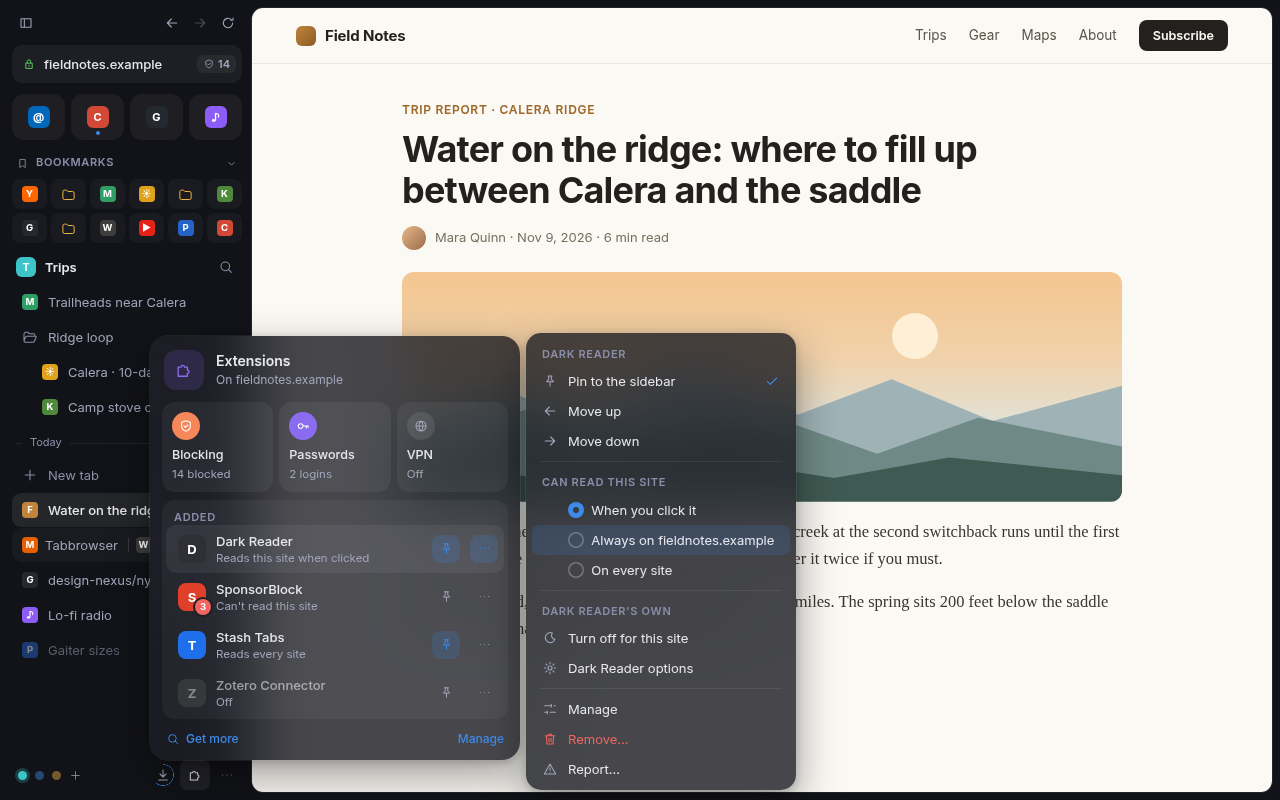 fieldnotes.example
14
@
C
G
BOOKMARKS
Y
M
K
G
W
P
C
T
Trips
M
Trailheads near Calera
Ridge loop
Calera · 10-da
K
Camp stove c
Today
New tab
F
Water on the ridg
M
Tabbrowser
W
G
design-nexus/ny
Lo-fi radio
P
Gaiter sizes
Field Notes
Trips
Gear
Maps
About
Subscribe
TRIP REPORT · CALERA RIDGE
Water on the ridge: where to fill up
between Calera and the saddle
Mara Quinn · Nov 9, 2026 · 6 min read
creek at the second switchback runs until the first
er it twice if you must.
miles. The spring sits 200 feet below the saddle
Extensions
On fieldnotes.example
Blocking
14 blocked
Passwords
2 logins
VPN
Off
ADDED
D
Dark Reader
Reads this site when clicked
S
3
SponsorBlock
Can't read this site
T
Stash Tabs
Reads every site
Z
Zotero Connector
Off
Get more
Manage
DARK READER
Pin to the sidebar
Move up
Move down
CAN READ THIS SITE
When you click it
Always on fieldnotes.example
On every site
DARK READER'S OWN
Turn off for this site
Dark Reader options
Manage
Remove...
Report...